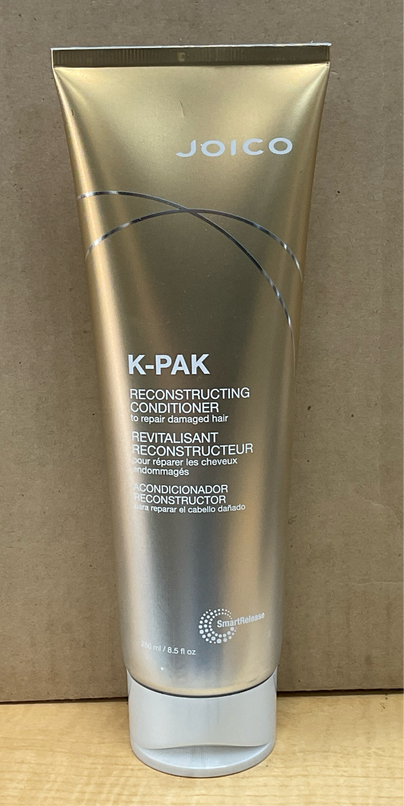 JOICO
K-PAK
RECONSTRUCTING
CONDITIONER
to repair damaged hair
REVITALISANT
RECONSTRUCTEUR
pour réparer les cheveux
endommagés
ACONDICIONADOR
RECONSTRUCTOR
para reparar el cabello dañado
SmartRelease
ml / 8.5 fl oz